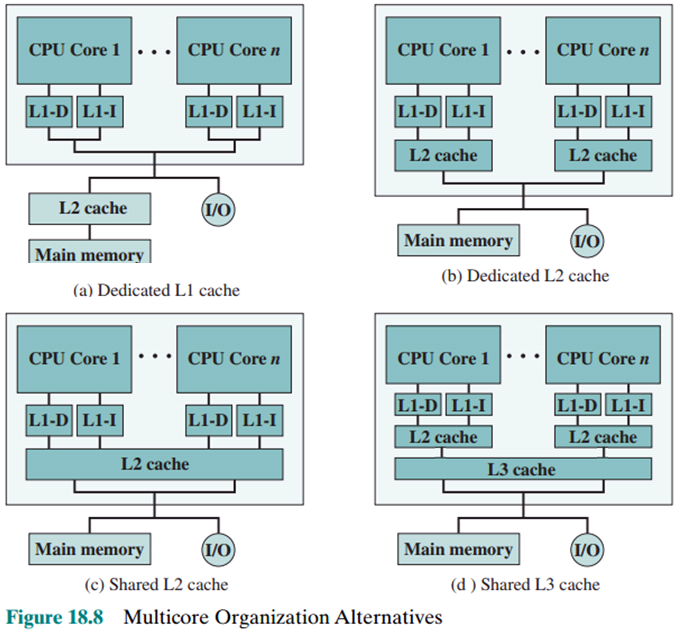 CPU Core 1 • • • CPU Core n
L1-D L1-I L1-D L1-I
L2 cache I/O
Main memory
(a) Dedicated L1 cache
CPU Core 1 • • • CPU Core n
L1-D L1-I L1-D L1-I
L2 cache L2 cache
Main memory I/O
(b) Dedicated L2 cache
CPU Core 1 • • • CPU Core n
L1-D L1-I L1-D L1-I
L2 cache
Main memory I/O
(c) Shared L2 cache
CPU Core 1 • • • CPU Core n
L1-D L1-I L1-D L1-I
L2 cache L2 cache
L3 cache
Main memory I/O
(d ) Shared L3 cache
Figure 18.8 Multicore Organization Alternatives